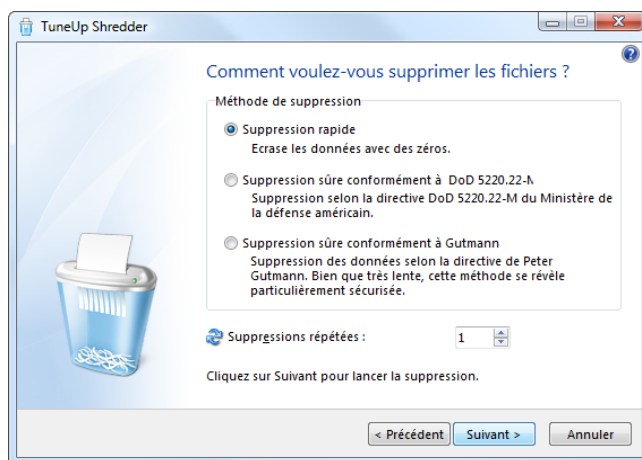 TuneUp Shredder
Comment voulez-vous supprimer les fichiers ?
Méthode de suppression
Suppression rapide
Ecrase les données avec des zéros.
Suppression sûre conformément à DoD 5220.22-M
Suppression selon la directive DoD 5220.22-M du Ministère de
la défense américain.
Suppression sûre conformément à Gutmann
Suppression des données selon la directive de Peter
Gutmann. Bien que très lente, cette méthode se révèle
particulièrement sécurisée.
Suppressions répétées :
1
Cliquez sur Suivant pour lancer la suppression.
< Précédent
Suivant >
Annuler